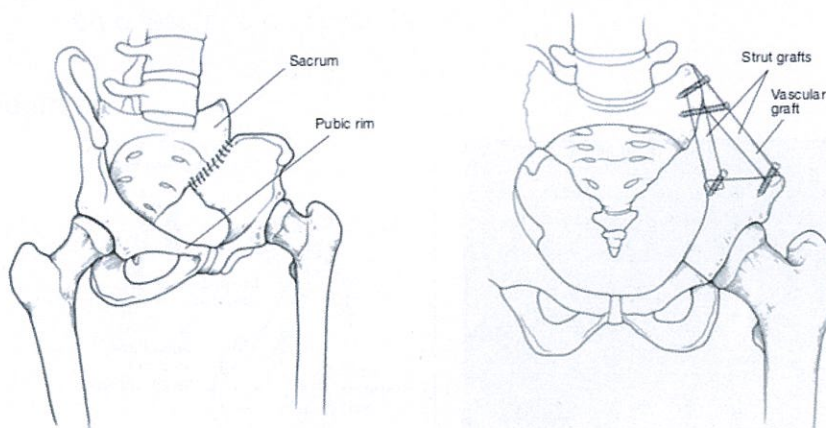 Sacrum
Pubic rim
Strut grafts
Vascular
graft